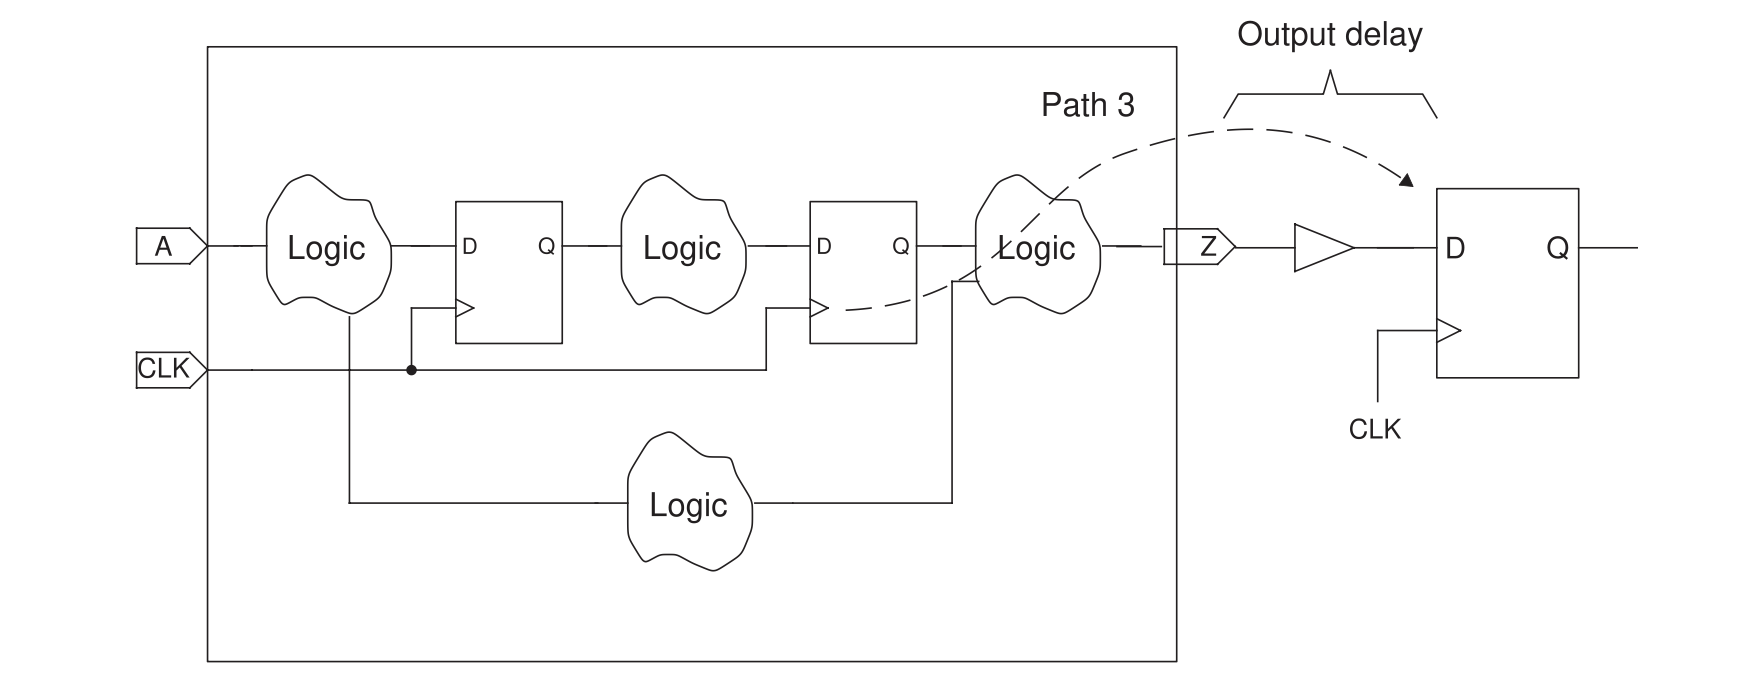 Output delay
Path 3
A
Logic
D
Q
Logic
D
Q
Logic
Z
D
Q
CLK
CLK
Logic